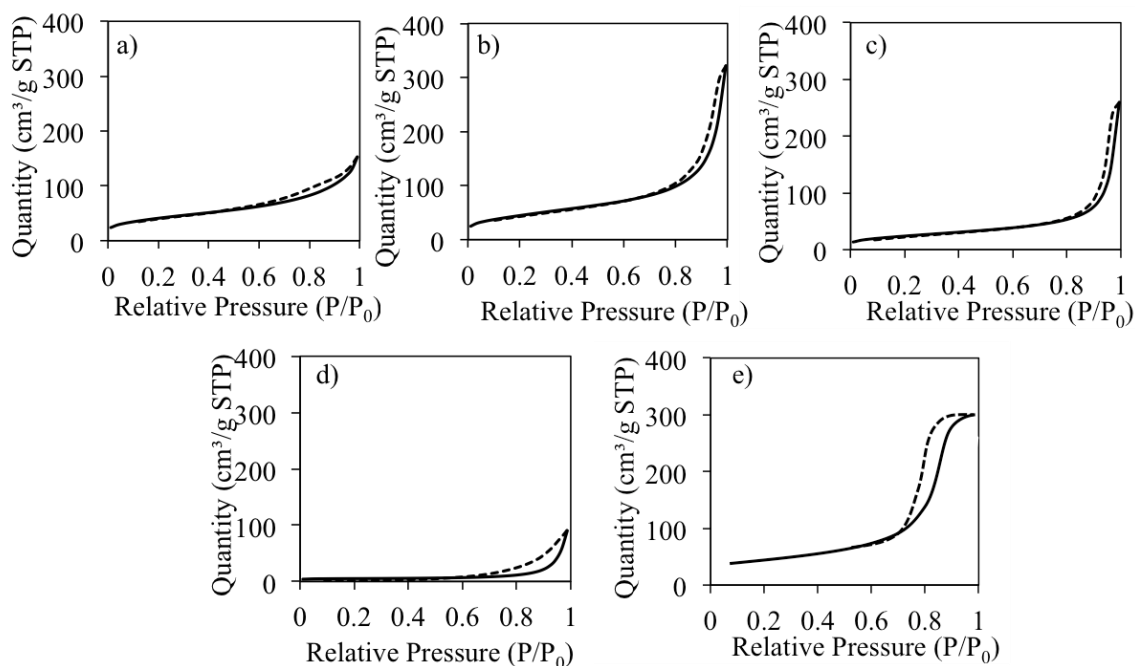 a)
Quantity (cm³/g STP)
400
300
200
100
0
0 0.2 0.4 0.6 0.8 1
Relative Pressure (P/P₀)
b)
Quantity (cm³/g STP)
400
300
200
100
0
0 0.2 0.4 0.6 0.8 1
Relative Pressure (P/P₀)
c)
Quantity (cm³/g STP)
400
300
200
100
0
0 0.2 0.4 0.6 0.8 1
Relative Pressure (P/P₀)
d)
Quantity (cm³/g STP)
400
300
200
100
0
0 0.2 0.4 0.6 0.8 1
Relative Pressure (P/P₀)
e)
Quantity (cm³/g STP)
400
300
200
100
0
0 0.2 0.4 0.6 0.8 1
Relative Pressure (P/P₀)